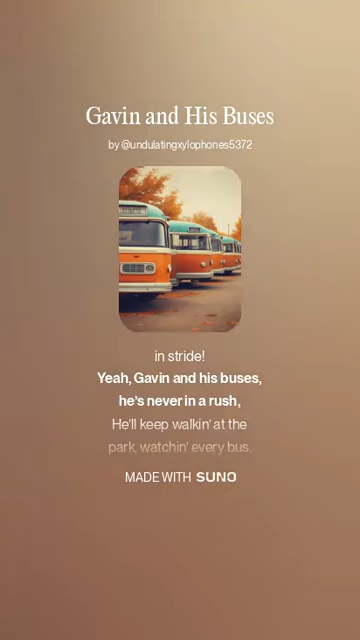 Gavin and His Buses
by @undulatingxylophones5372
in stride!
Yeah, Gavin and his buses,
he's never in a rush,
He'll keep walkin' at the
park, watchin' every bus,
MADE WITH SUNO